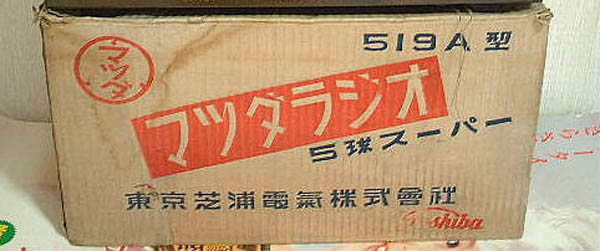 519A型
マツダ
マツダラジオ
5球スーパー
東京芝浦電氣株式會社
Toshiba